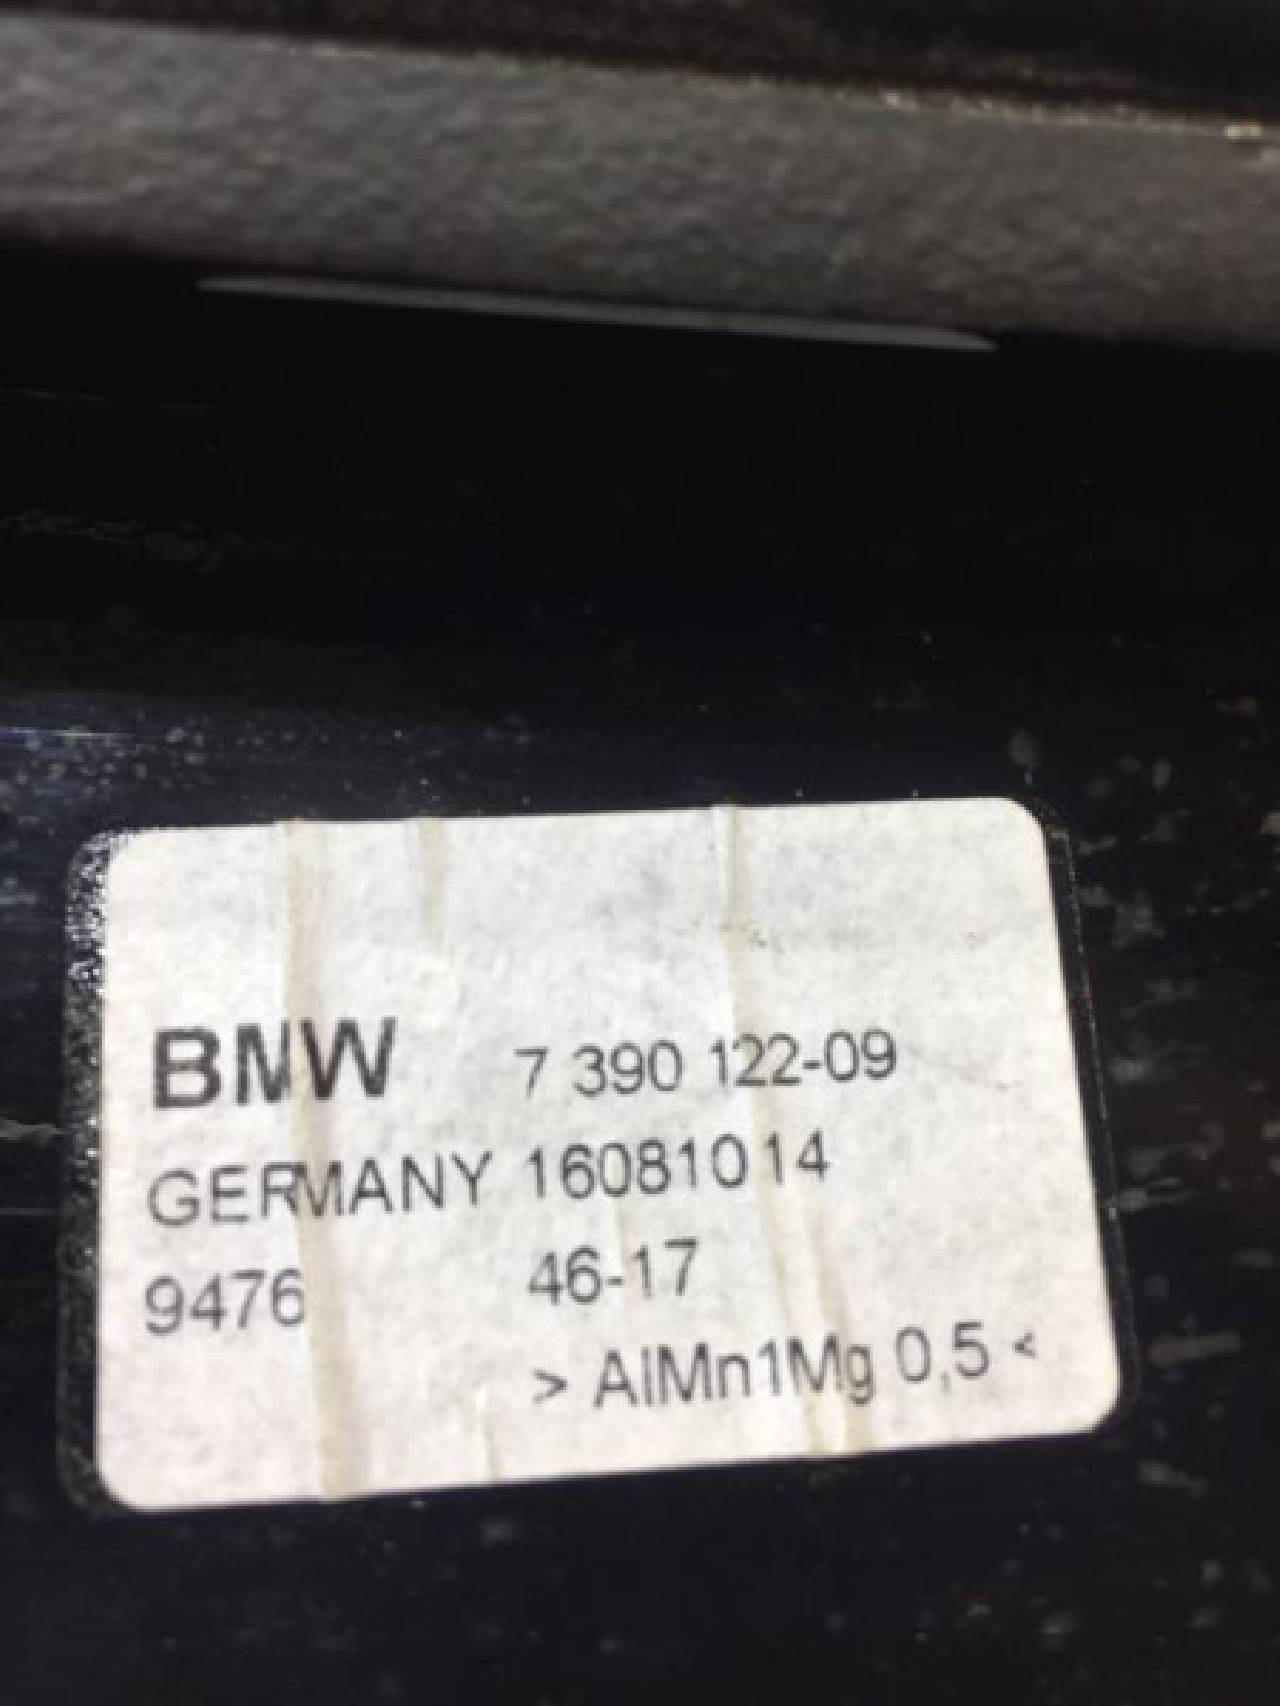 BMW 7 390 122-09
GERMANY 16081014
9476 46-17
> AlMn1Mg 0,5 <